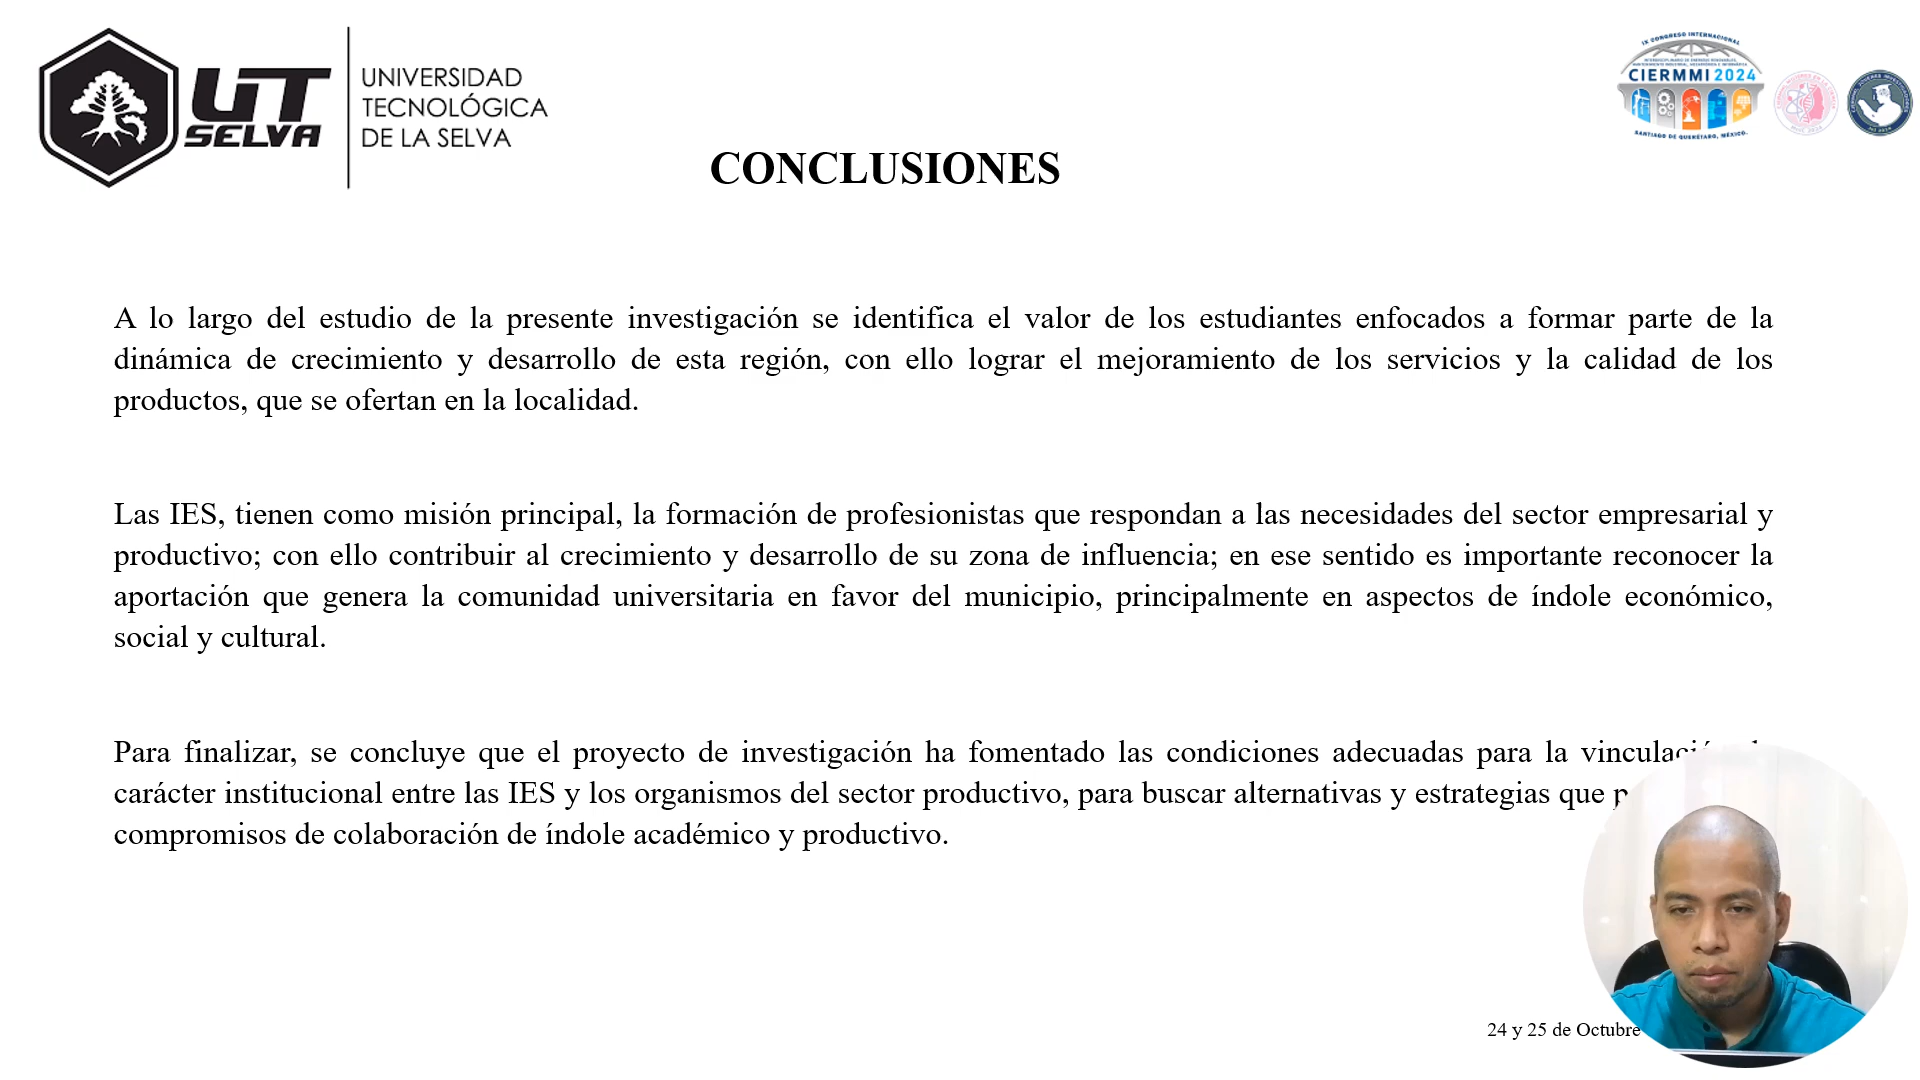 UT
SELVA
UNIVERSIDAD
TECNOLÓGICA
DE LA SELVA
IX CONGRESO INTERNACIONAL
CIERMMI 2024
SANTIAGO DE QUERÉTARO, MÉXICO.
CONCLUSIONES
A lo largo del estudio de la presente investigación se identifica el valor de los estudiantes enfocados a formar parte de la
dinámica de crecimiento y desarrollo de esta región, con ello lograr el mejoramiento de los servicios y la calidad de los
productos, que se ofertan en la localidad.
Las IES, tienen como misión principal, la formación de profesionistas que respondan a las necesidades del sector empresarial y
productivo; con ello contribuir al crecimiento y desarrollo de su zona de influencia; en ese sentido es importante reconocer la
aportación que genera la comunidad universitaria en favor del municipio, principalmente en aspectos de índole económico,
social y cultural.
Para finalizar, se concluye que el proyecto de investigación ha fomentado las condiciones adecuadas para la vinculación
carácter institucional entre las IES y los organismos del sector productivo, para buscar alternativas y estrategias que
compromisos de colaboración de índole académico y productivo.
24 y 25 de Octubre